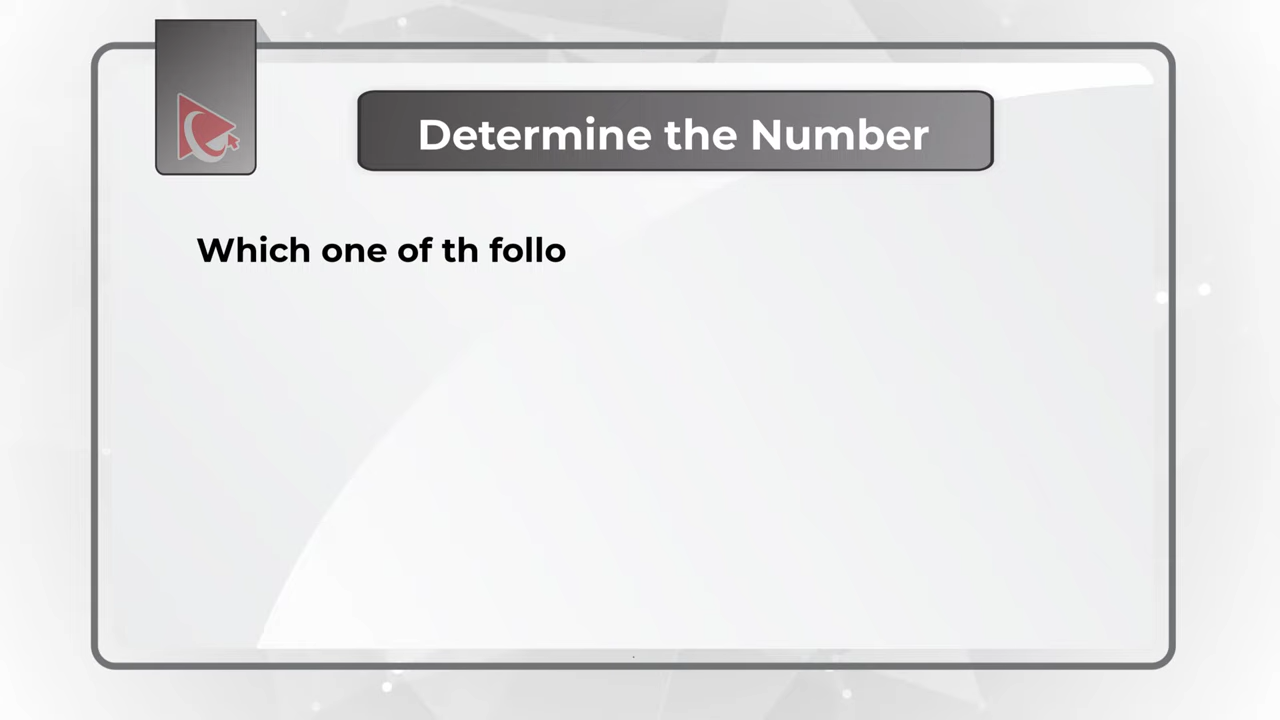 Determine the Number
Which one of th follo